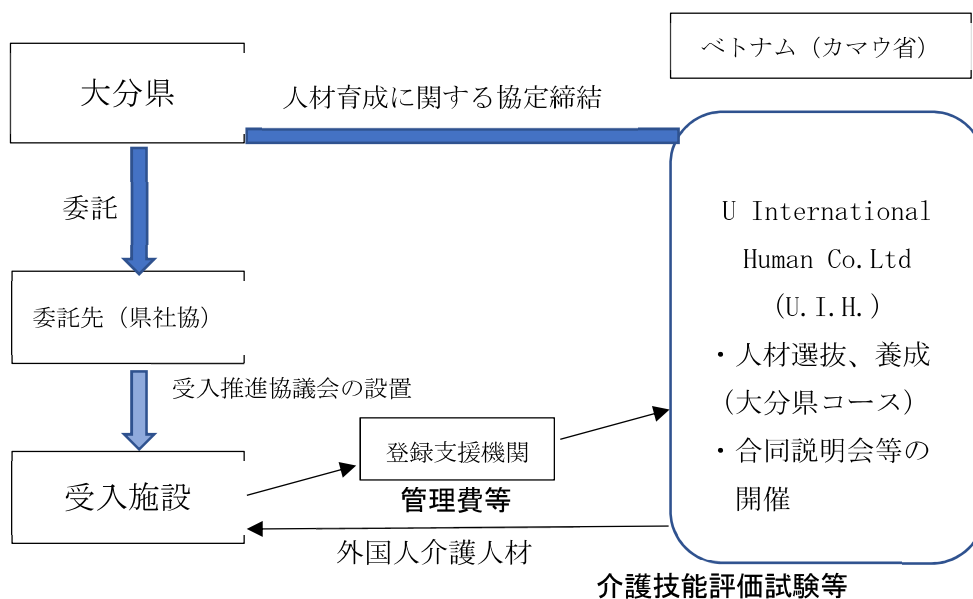 ベトナム（カマウ省）
大分県
人材育成に関する協定締結
委託
U International
Human Co.Ltd
(U.I.H.)
・人材選抜、養成
（大分県コース）
・合同説明会等の
開催
委託先（県社協）
受入推進協議会の設置
登録支援機関
受入施設
管理費等
外国人介護人材
介護技能評価試験等